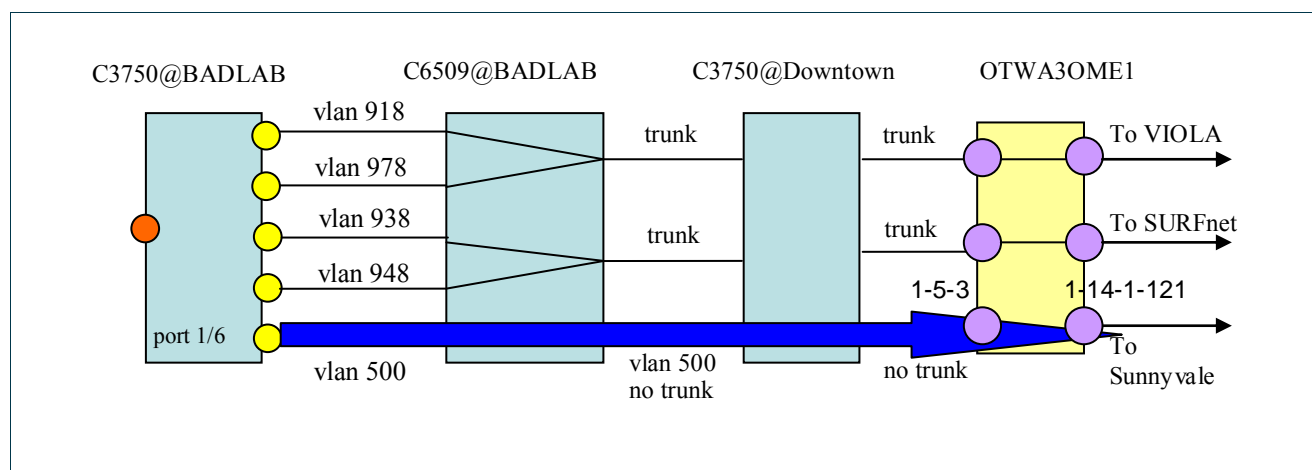 C3750@BADLAB
C6509@BADLAB
C3750@Downtown
OTWA3OME1
vlan 918
trunk
trunk
To VIOLA
vlan 978
vlan 938
trunk
trunk
To SURFnet
vlan 948
1-5-3
1-14-1-121
port 1/6
vlan 500
vlan 500
no trunk
no trunk
To
Sunnyvale